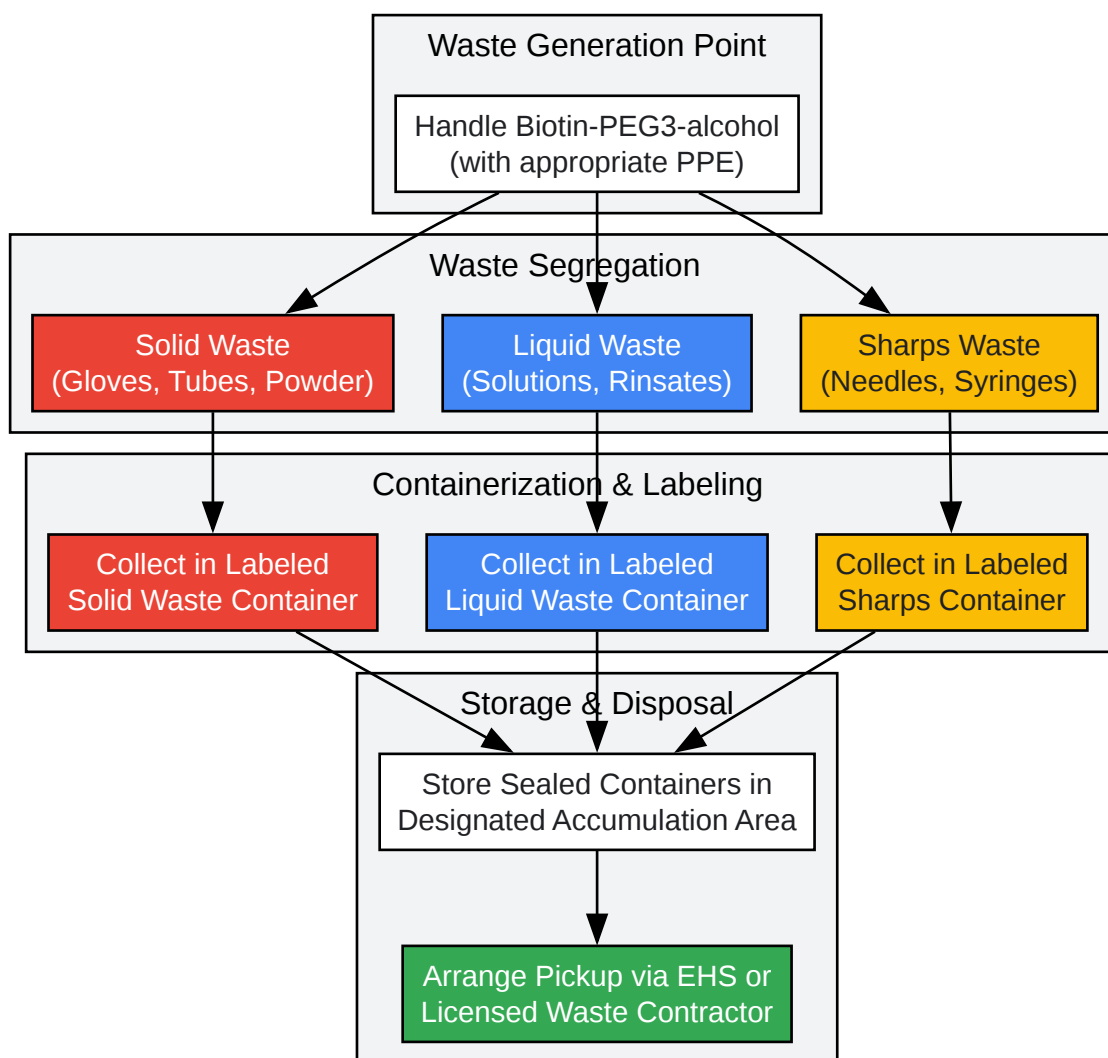 Waste Generation Point
Handle Biotin-PEG3-alcohol
(with appropriate PPE)
Waste Segregation
Solid Waste
(Gloves, Tubes, Powder)
Liquid Waste
(Solutions, Rinsates)
Sharps Waste
(Needles, Syringes)
Containerization & Labeling
Collect in Labeled
Solid Waste Container
Collect in Labeled
Liquid Waste Container
Collect in Labeled
Sharps Container
Storage & Disposal
Store Sealed Containers in
Designated Accumulation Area
Arrange Pickup via EHS or
Licensed Waste Contractor